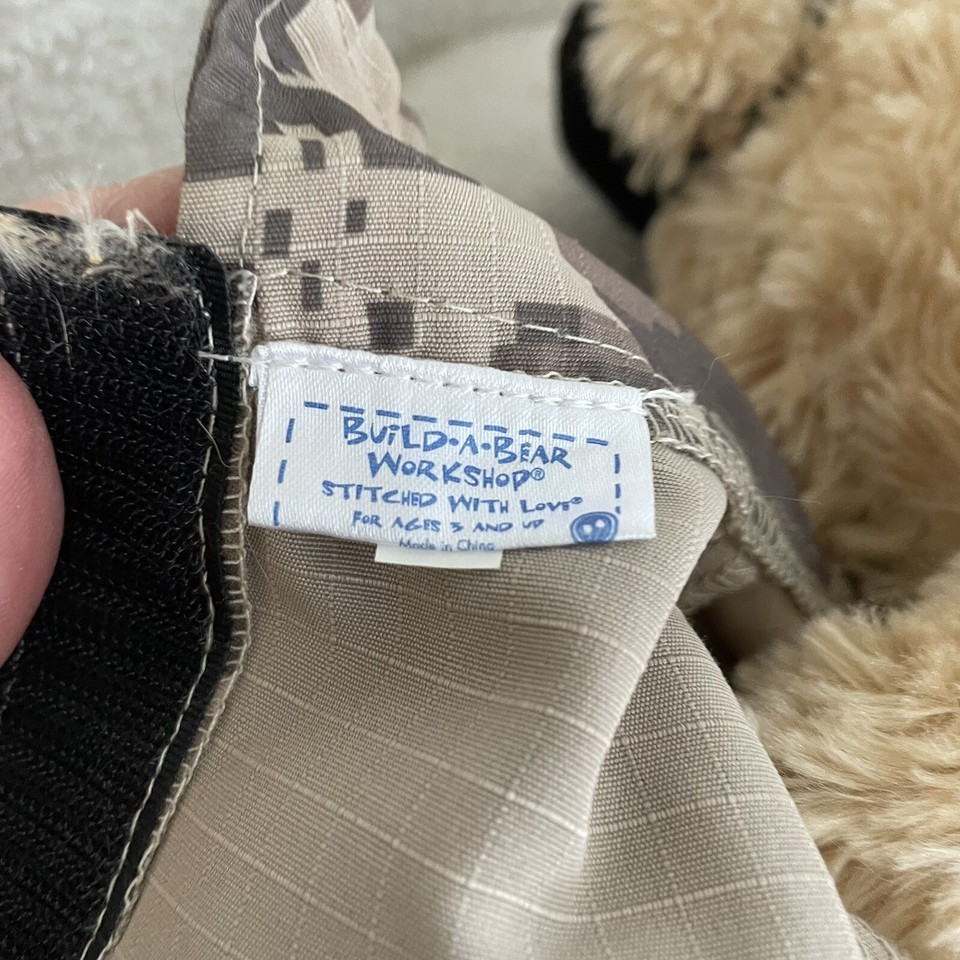 BUILD•A•BEAR
WORKSHOP®
STITCHED WITH LOVE®
FOR AGES 3 AND UP
Made in China